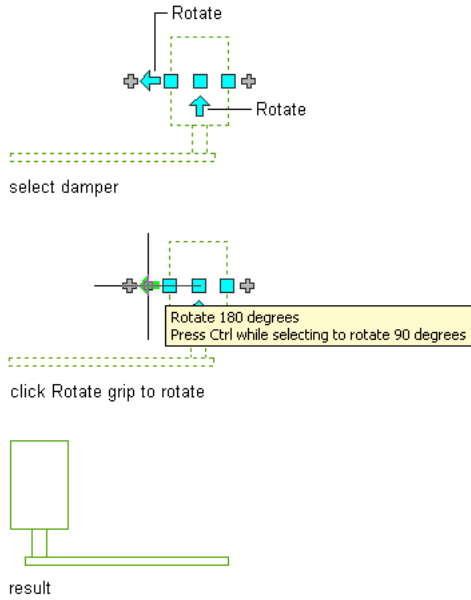 Rotate
Rotate
select damper
Rotate 180 degrees
Press Ctrl while selecting to rotate 90 degrees
click Rotate grip to rotate
result